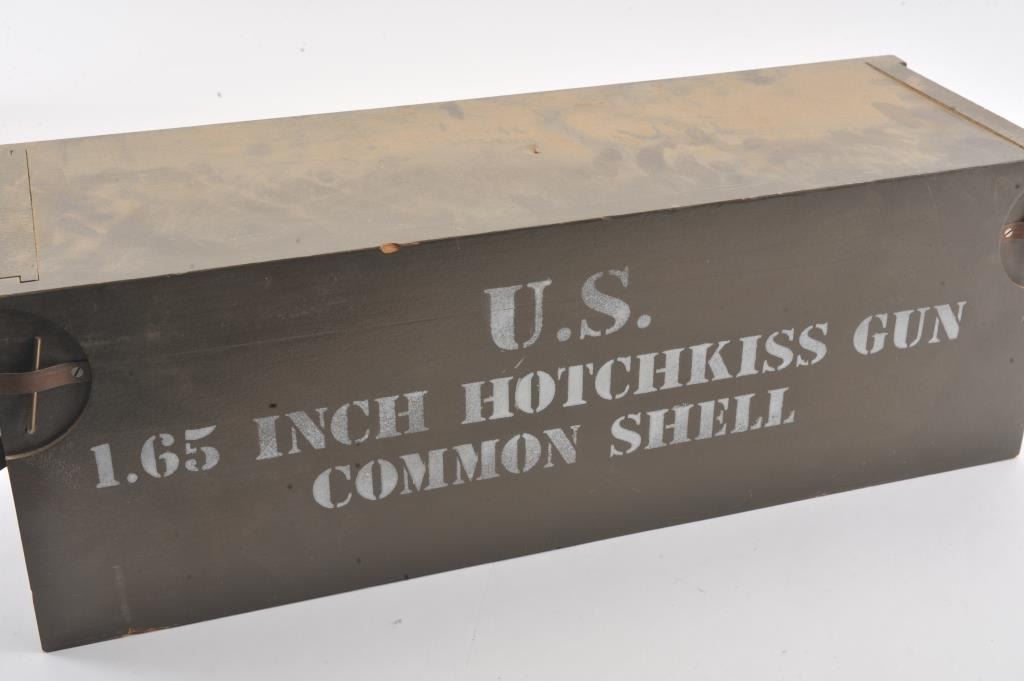 U.S.
1.65 INCH HOTCHKISS GUN
COMMON SHELL